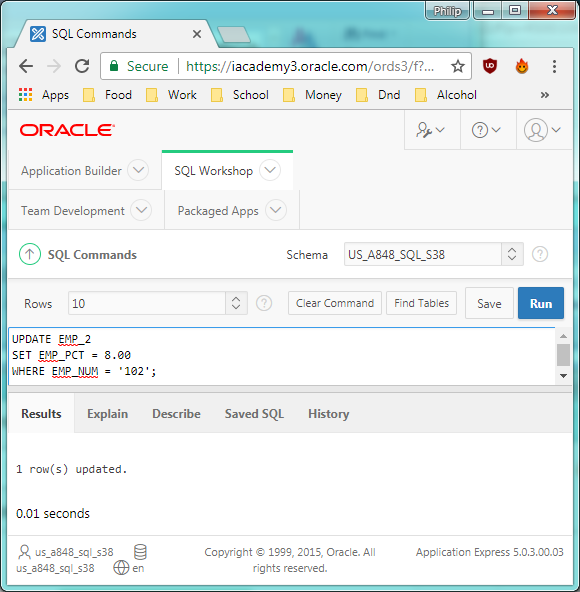 Philip
SQL Commands
Secure https://iacademy3.oracle.com/ords3/f?...
Apps Food Work School Money Dnd Alcohol »
ORACLE
Application Builder SQL Workshop
Team Development Packaged Apps
SQL Commands Schema US_A848_SQL_S38
Rows 10 Clear Command Find Tables Save Run
UPDATE EMP_2
SET EMP_PCT = 8.00
WHERE EMP_NUM = '102';
Results Explain Describe Saved SQL History
1 row(s) updated.
0.01 seconds
us_a848_sql_s38
us_a848_sql_s38 en
Copyright © 1999, 2015, Oracle. All
rights reserved.
Application Express 5.0.3.00.03